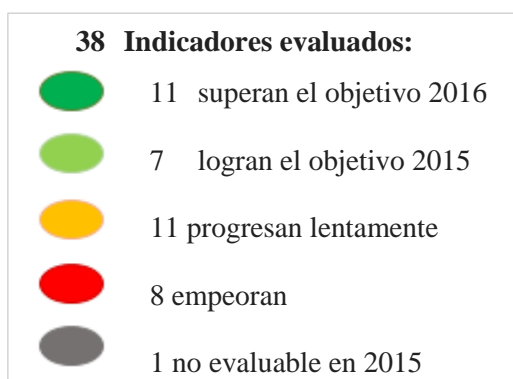 38 Indicadores evaluados:
11 superan el objetivo 2016
7 logran el objetivo 2015
11 progresan lentamente
8 empeoran
1 no evaluable en 2015